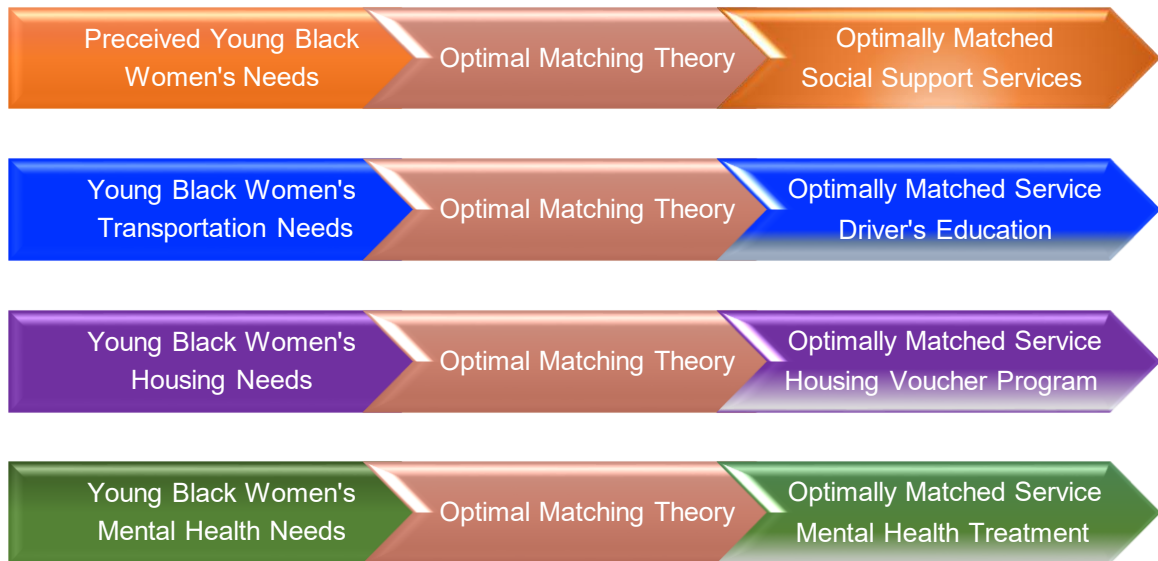 Preceived Young Black
Women's Needs
Optimal Matching Theory
Optimally Matched
Social Support Services
Young Black Women's
Transportation Needs
Optimal Matching Theory
Optimally Matched Service
Driver's Education
Young Black Women's
Housing Needs
Optimal Matching Theory
Optimally Matched Service
Housing Voucher Program
Young Black Women's
Mental Health Needs
Optimal Matching Theory
Optimally Matched Service
Mental Health Treatment